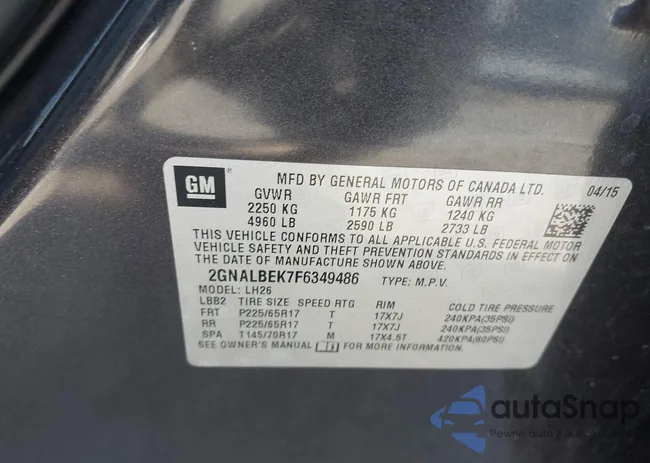 GM
MFD BY GENERAL MOTORS OF CANADA LTD. 04/15
GVWR GAWR FRT GAWR RR
2250 KG 1175 KG 1240 KG
4960 LB 2590 LB 2733 LB
THIS VEHICLE CONFORMS TO ALL APPLICABLE U.S. FEDERAL MOTOR
VEHICLE SAFETY AND THEFT PREVENTION STANDARDS IN EFFECT ON
THE DATE OF MANUFACTURE SHOWN ABOVE.
2GNALBEK7F6349486 TYPE: M.P.V.
MODEL: LH26
LBB2 TIRE SIZE SPEED RTG RIM COLD TIRE PRESSURE
FRT P225/65R17 T 17X7J 240KPA(35PSI)
RR P225/65R17 T 17X7J 240KPA(35PSI)
SPA T145/70R17 M 17X4.5T 420KPA(60PSI)
SEE OWNER'S MANUAL FOR MORE INFORMATION.
autoSnap
Pewne auto z aukcji